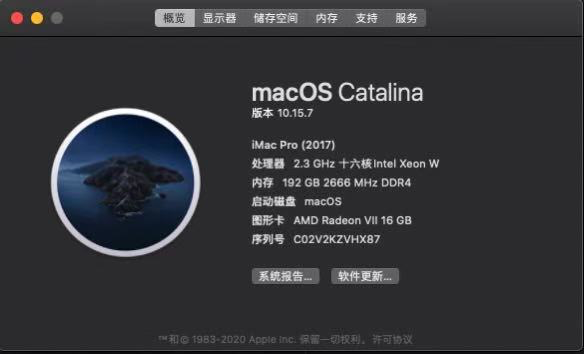 概览 显示器 储存空间 内存 支持 服务
macOS Catalina
版本 10.15.7
iMac Pro (2017)
处理器 2.3 GHz 十六核Intel Xeon W
内存 192 GB 2666 MHz DDR4
启动磁盘 macOS
图形卡 AMD Radeon VII 16 GB
序列号 C02V2KZVHX87
系统报告... 软件更新...
™和© 1983-2020 Apple Inc. 保留一切权利。许可协议